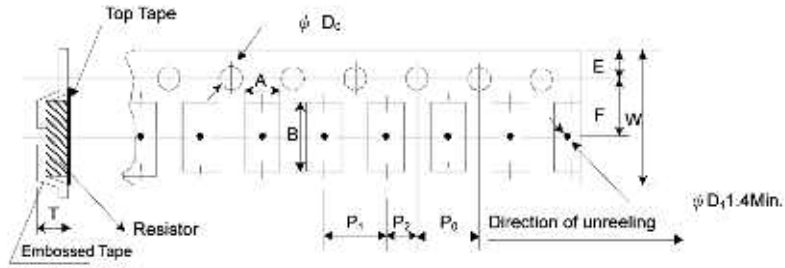 Top Tape
ψ D₀
A
E
F
W
B
ψ D₁1.4Min.
T
Resistor
P₁
P₂
P₀
Direction of unreeling
Embossed Tape